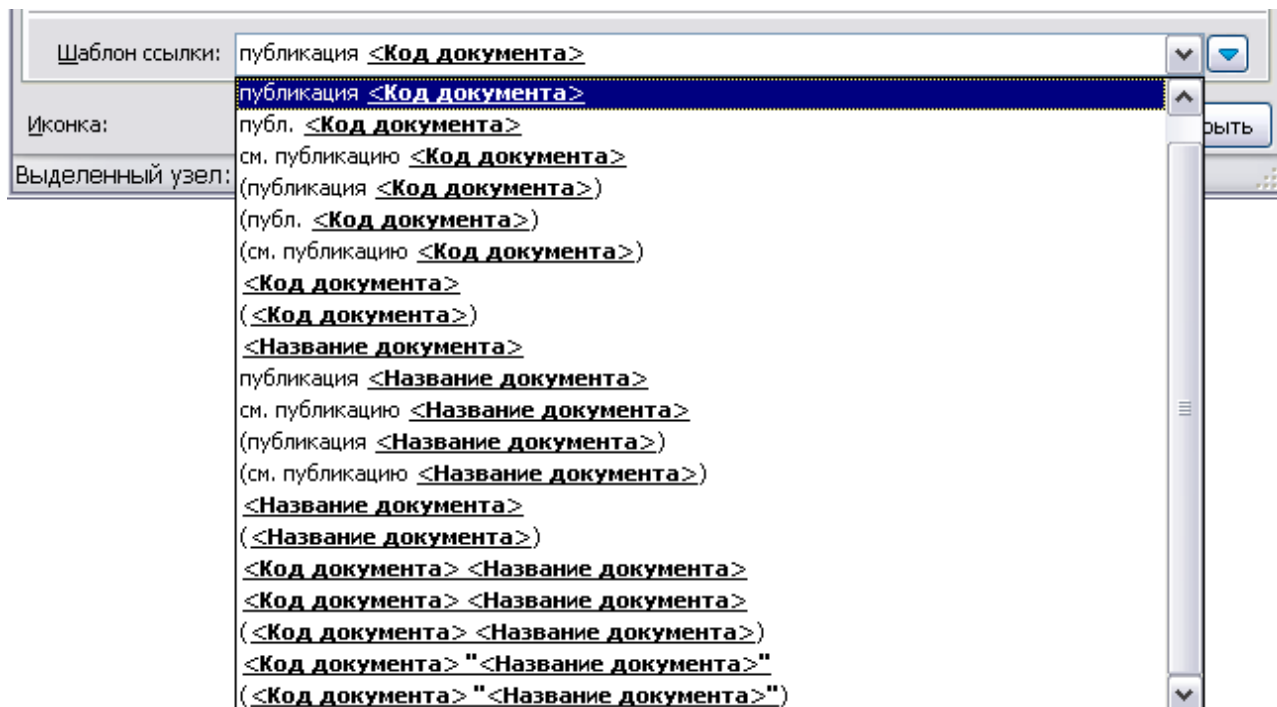 Шаблон ссылки: публикация <Код документа>
публикация <Код документа>
Иконка: публ. <Код документа> рыть
см. публикацию <Код документа>
Выделенный узел: (публикация <Код документа>)
(публ. <Код документа>)
(см. публикацию <Код документа>)
<Код документа>
(<Код документа>)
<Название документа>
публикация <Название документа>
см. публикацию <Название документа>
(публикация <Название документа>)
(см. публикацию <Название документа>)
<Название документа>
(<Название документа>)
<Код документа> <Название документа>
<Код документа> <Название документа>
(<Код документа> <Название документа>)
<Код документа> "<Название документа>"
(<Код документа> "<Название документа>")